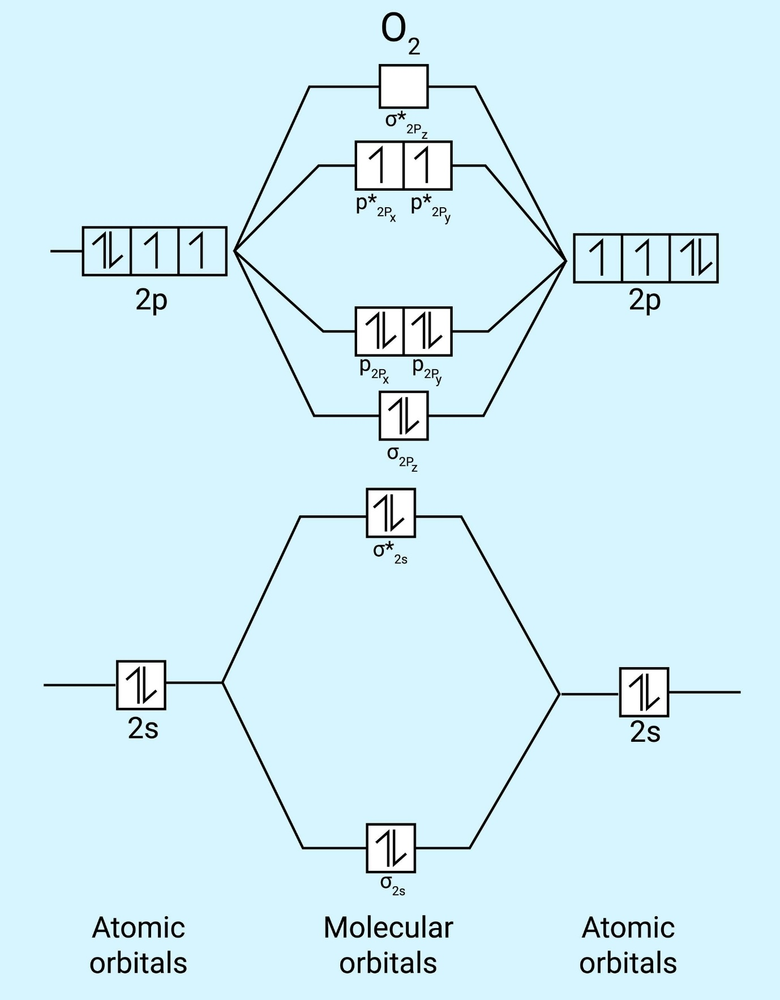 O₂
σ*₂Pz
p*₂Px p*₂Py
2p 2p
p₂Px p₂Py
σ₂Pz
σ*₂s
2s 2s
σ₂s
Atomic Molecular Atomic
orbitals orbitals orbitals